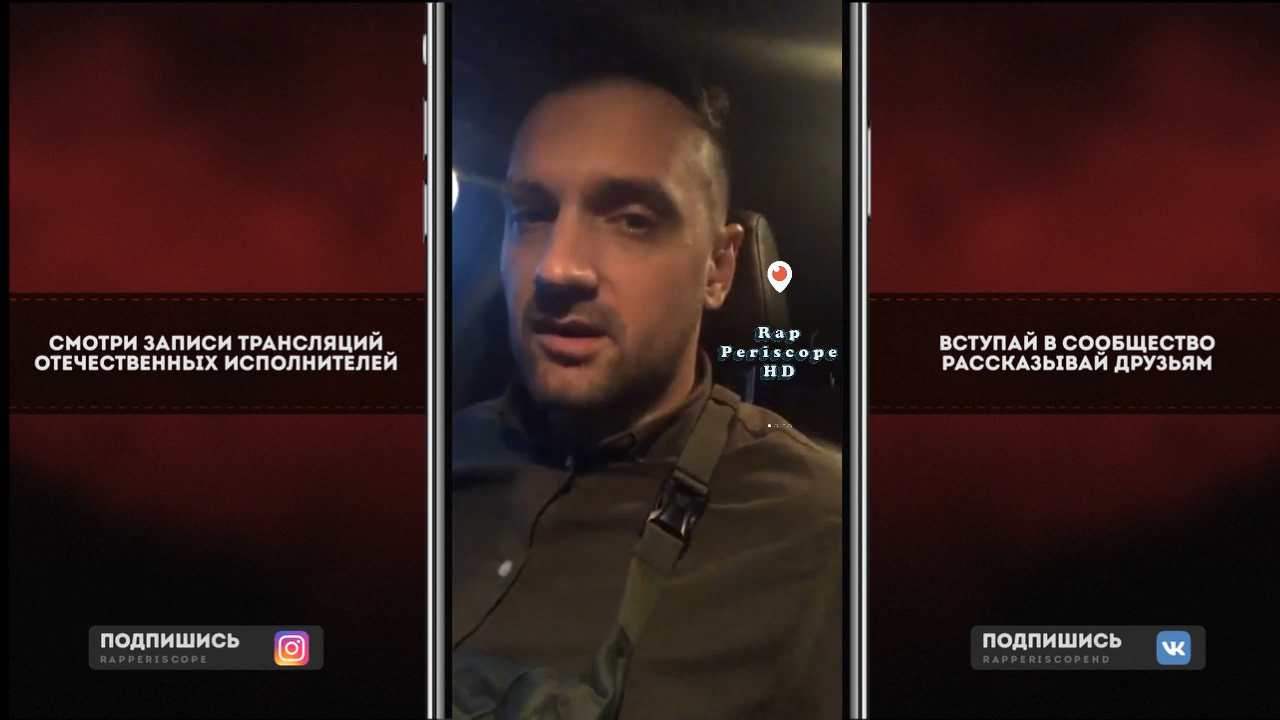 СМОТРИ ЗАПИСИ ТРАНСЛЯЦИЙ
ОТЕЧЕСТВЕННЫХ ИСПОЛНИТЕЛЕЙ
Rap
Periscope
HD
ВСТУПАЙ В СООБЩЕСТВО
РАССКАЗЫВАЙ ДРУЗЬЯМ
ПОДПИШИСЬ
RAPPERISCOPE
ПОДПИШИСЬ
RAPPERISCOPEHD